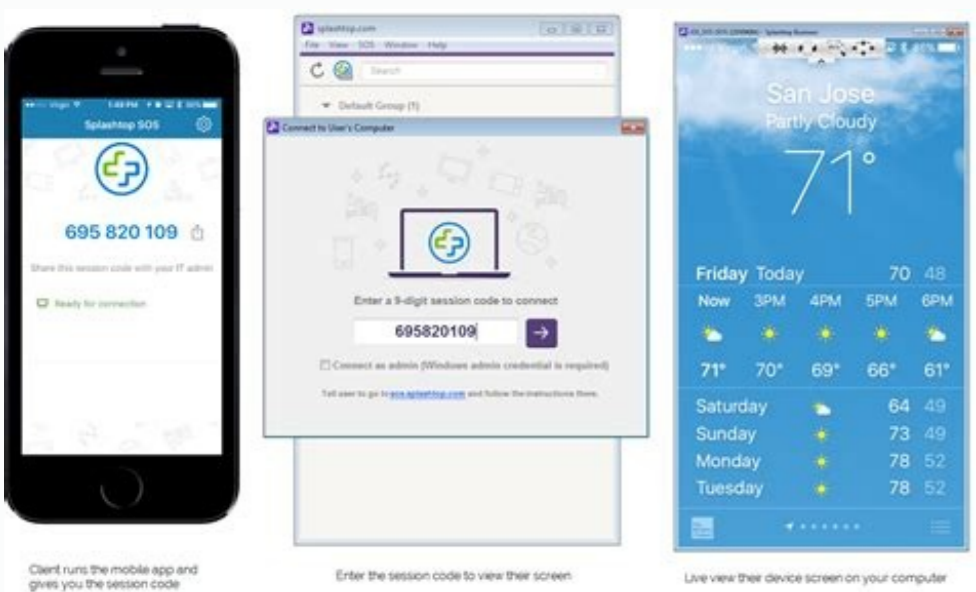 Virgin 1:48 PM
Splashtop SOS
695 820 109
Share this session code with your IT admin
Ready for connection
Client runs the mobile app and
gives you the session code
splashtop.com
File View SOS Window Help
Search
Default Group (1)
Connect to User's Computer
Enter a 9-digit session code to connect
695820109
Connect as admin (Windows admin credential is required)
Tell user to go to sos.splashtop.com and follow the instructions there.
Enter the session code to view their screen
San Jose
Partly Cloudy
71°
Friday Today 70 48
Now 3PM 4PM 5PM 6PM
71° 70° 69° 66° 61°
Saturday 64 49
Sunday 73 49
Monday 78 52
Tuesday 78 52
Live view their device screen on your computer